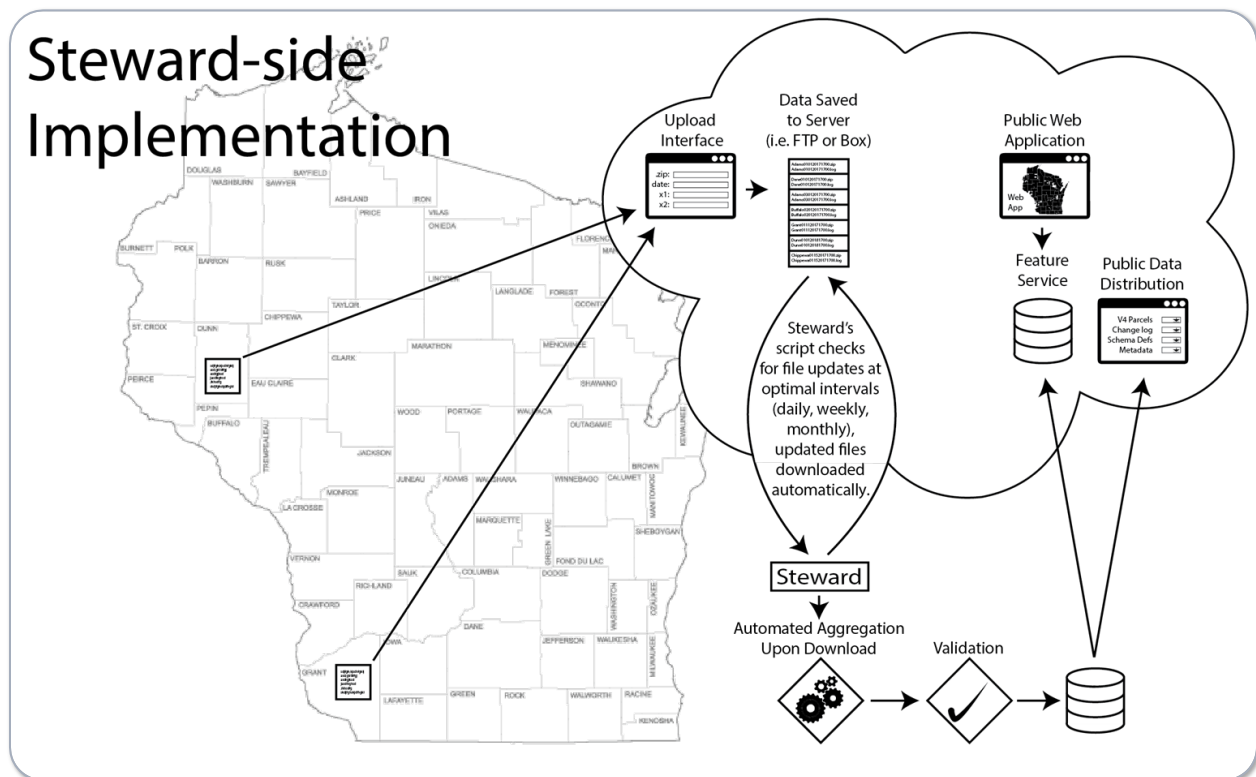 Steward-side
Implementation
DOUGLAS
BAYFIELD
WASHBURN
SAWYER
ASHLAND
IRON
PRICE
VILAS
ONEIDA
FLORENC
MAR
BURNETT
POLK
BARRON
RUSK
LINCOLN
LANGLADE
FOREST
OCONTO
TAYLOR
CHIPPEWA
ST. CROIX
DUNN
CLARK
MARATHON
MENOMINEE
PEIRCE
EAU CLAIRE
SHAWANO
PEPIN
BUFFALO
WOOD
PORTAGE
WAUPACA
OUTAGAMIE
KEWAUNEE
TREMPEALEAU
JACKSON
BROWN
JUNEAU
ADAMS
WAUSHARA
WINNEBAGO
CALUMET
MANITOWOC
MONROE
LA CROSSE
MARQUETTE
GREEN LAKE
SHEBOYGAN
VERNON
FOND DU LAC
SAUK
COLUMBIA
DODGE
RICHLAND
WASHINGTON
OZAUKEE
CRAWFORD
DANE
IOWA
JEFFERSON
WAUKESHA
MILWAUKEE
GRANT
LAFAYETTE
GREEN
ROCK
WALWORTH
RACINE
KENOSHA
Upload
Interface
.zip:
date:
x1:
x2:
Data Saved
to Server
(i.e. FTP or Box)
Public Web
Application
Web
App
Feature
Service
Public Data
Distribution
V4 Parcels
Change log
Schema Defs
Metadata
Steward's
script checks
for file updates at
optimal intervals
(daily, weekly,
monthly),
updated files
downloaded
automatically.
Steward
Automated Aggregation
Upon Download
Validation